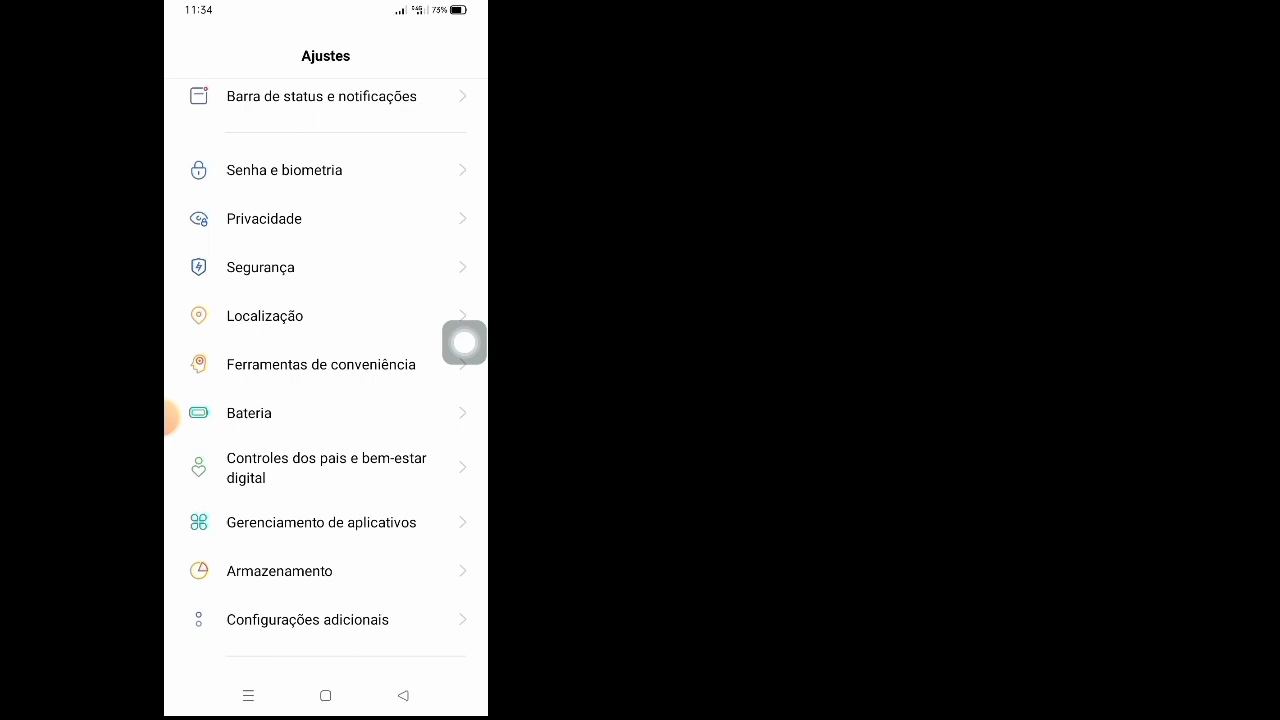 11:34
73%
Ajustes
Barra de status e notificações
Senha e biometria
Privacidade
Segurança
Localização
Ferramentas de conveniência
Bateria
Controles dos pais e bem-estar
digital
Gerenciamento de aplicativos
Armazenamento
Configurações adicionais